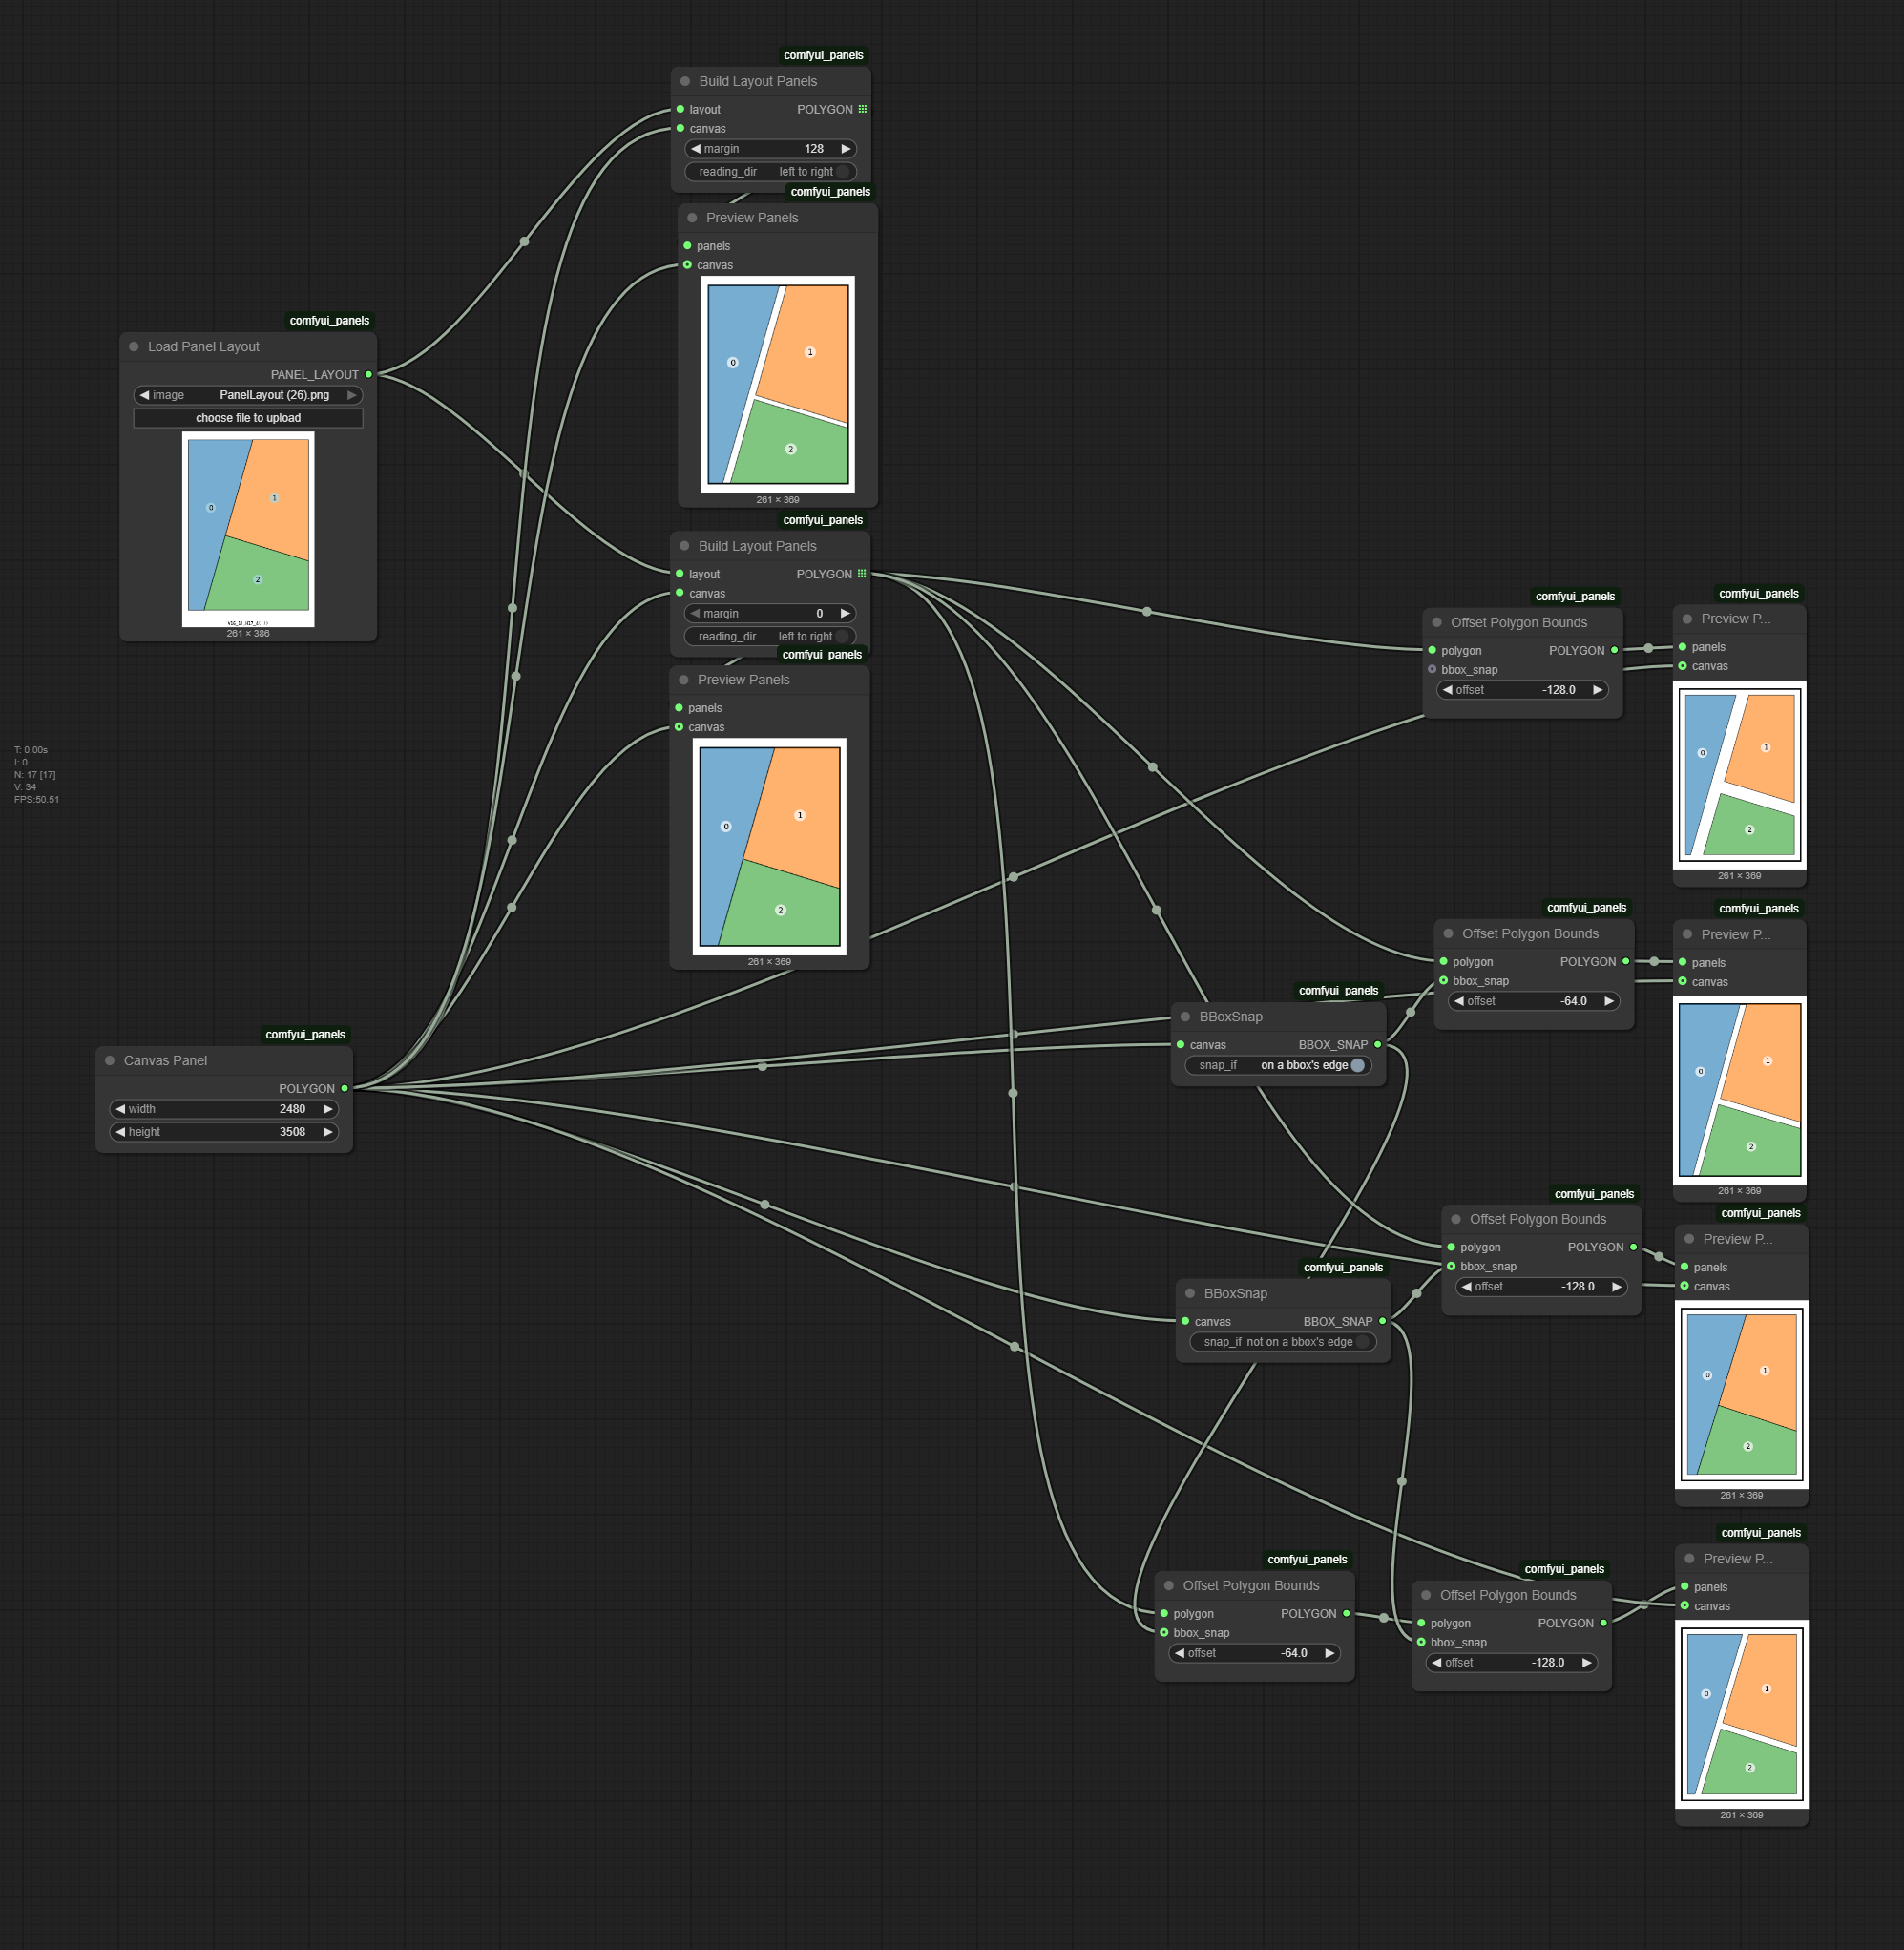 comfyui_panels
Build Layout Panels
layout POLYGON
canvas
margin 128
reading_dir left to right
comfyui_panels
Preview Panels
panels
canvas
0
1
2
261 × 369
comfyui_panels
Load Panel Layout
PANEL_LAYOUT
image PanelLayout (26).png
choose file to upload
0
1
2
261 × 386
comfyui_panels
Build Layout Panels
layout POLYGON
canvas
margin 0
reading_dir left to right
comfyui_panels
Preview Panels
panels
canvas
0
1
2
261 × 369
T: 0.00s
I: 0
N: 17 [17]
V: 34
FPS:50.51
comfyui_panels
Canvas Panel
POLYGON
width 2480
height 3508
comfyui_panels
Offset Polygon Bounds
polygon POLYGON
bbox_snap
offset -128.0
comfyui_panels
Preview P...
panels
canvas
0
1
2
261 × 369
comfyui_panels
Offset Polygon Bounds
polygon POLYGON
bbox_snap
offset -64.0
comfyui_panels
Preview P...
panels
canvas
0
1
2
261 × 369
comfyui_panels
BBoxSnap
canvas BBOX_SNAP
snap_if on a bbox's edge
comfyui_panels
Offset Polygon Bounds
polygon POLYGON
bbox_snap
offset -128.0
comfyui_panels
Preview P...
panels
canvas
0
1
2
261 × 369
comfyui_panels
BBoxSnap
canvas BBOX_SNAP
snap_if not on a bbox's edge
comfyui_panels
Offset Polygon Bounds
polygon POLYGON
bbox_snap
offset -64.0
comfyui_panels
Offset Polygon Bounds
polygon POLYGON
bbox_snap
offset -128.0
comfyui_panels
Preview P...
panels
canvas
0
1
2
261 × 369